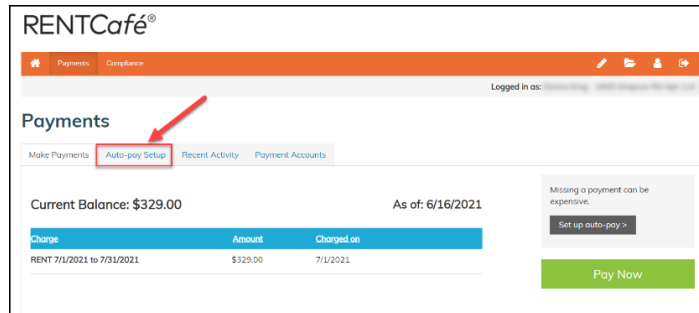 RENTCafé®
Payments Compliance
Logged in as:
Payments
Make Payments Auto-pay Setup Recent Activity Payment Accounts
Current Balance: $329.00 As of: 6/16/2021
Missing a payment can be
expensive.
Set up auto-pay >
Charge Amount Charged on
RENT 7/1/2021 to 7/31/2021 $329.00 7/1/2021
Pay Now